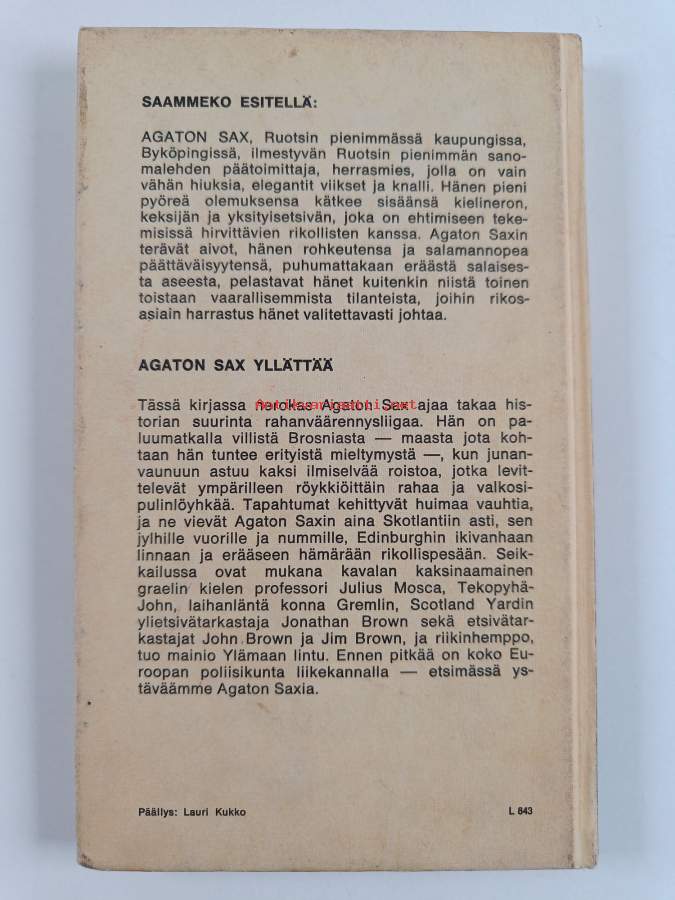 SAAMMEKO ESITELLÄ:
AGATON SAX, Ruotsin pienimmässä kaupungissa,
Byköpingissä, ilmestyvän Ruotsin pienimmän sano-
malehden päätoimittaja, herrasmies, jolla on vain
vähän hiuksia, elegantit viikset ja knalli. Hänen pieni
pyöreä olemuksensa kätkee sisäänsä kielineron,
keksijän ja yksityisetsivän, joka on ehtimiseen teke-
misissä hirvittävien rikollisten kanssa. Agaton Saxin
terävät aivot, hänen rohkeutensa ja salamannopea
päättäväisyytensä, puhumattakaan eräästä salaises-
ta aseesta, pelastavat hänet kuitenkin niistä toinen
toistaan vaarallisemmista tilanteista, joihin rikos-
asiain harrastus hänet valitettavasti johtaa.
AGATON SAX YLLÄTTÄÄ
Tässä kirjassa nerokas Agaton Sax ajaa takaa his-
torian suurinta rahanväärennysliigaa. Hän on pa-
luumatkalla villistä Brosniasta — maasta jota koh-
taan hän tuntee erityistä mieltymystä —, kun junan-
vaunuun astuu kaksi ilmiselvää roistoa, jotka levit-
televät ympärilleen röykkiöittäin rahaa ja valkosi-
pulinlöyhkää. Tapahtumat kehittyvät huimaa vauhtia,
ja ne vievät Agaton Saxin aina Skotlantiin asti, sen
jylhille vuorille ja nummille, Edinburghin ikivanhaan
linnaan ja erääseen hämärään rikollispesään. Seik-
kailussa ovat mukana kavalan kaksinaamainen
graelin kielen professori Julius Mosca, Tekopyhä-
John, laihanläntä konna Gremlin, Scotland Yardin
ylietsivätarkastaja Jonathan Brown sekä etsivätar-
kastajat John Brown ja Jim Brown, ja riikinhemppo,
tuo mainio Ylämaan lintu. Ennen pitkää on koko Eu-
roopan poliisikunta liikekannalla — etsimässä ys-
täväämme Agaton Saxia.
Päällys: Lauri Kukko
L 843
Antikvariaatti.net